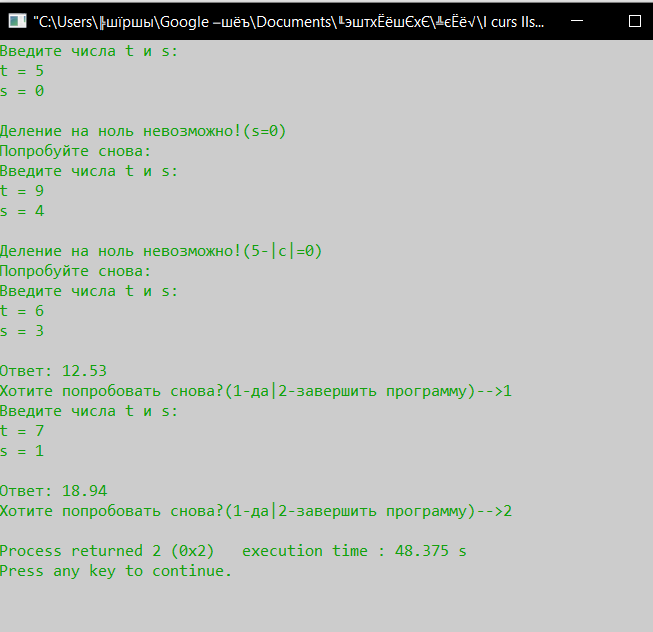 "C:\Users\╠шїршы\Google –шёъ\Documents\╙эштхЁёшЄхЄ\╩єЁё√\I curs IIs...
Введите числа t и s:
t = 5
s = 0
Деление на ноль невозможно!(s=0)
Попробуйте снова:
Введите числа t и s:
t = 9
s = 4
Деление на ноль невозможно!(5-|c|=0)
Попробуйте снова:
Введите числа t и s:
t = 6
s = 3
Ответ: 12.53
Хотите попробовать снова?(1-да|2-завершить программу)-->1
Введите числа t и s:
t = 7
s = 1
Ответ: 18.94
Хотите попробовать снова?(1-да|2-завершить программу)-->2
Process returned 2 (0x2)   execution time : 48.375 s
Press any key to continue.